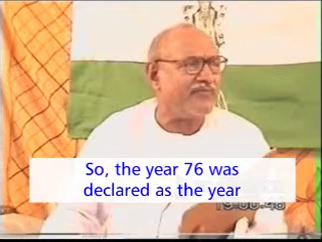 So, the year 76 was
declared as the year